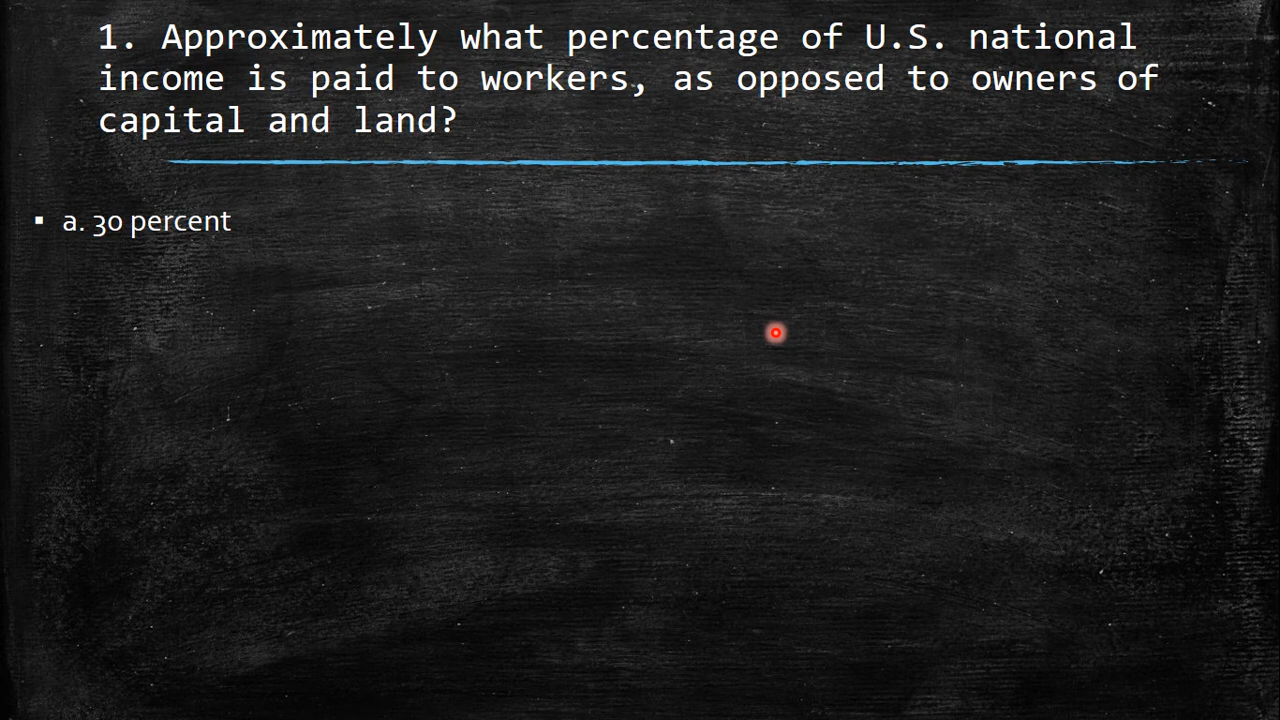 1. Approximately what percentage of U.S. national
income is paid to workers, as opposed to owners of
capital and land?
▪ a. 30 percent